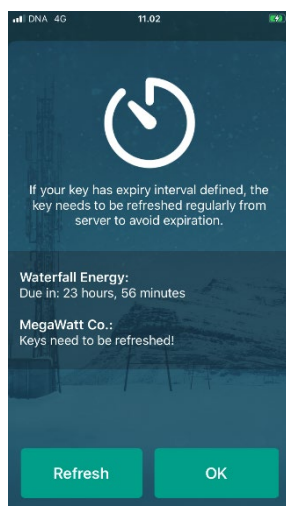 DNA 4G 11.02
If your key has expiry interval defined, the
key needs to be refreshed regularly from
server to avoid expiration.
Waterfall Energy:
Due in: 23 hours, 56 minutes
MegaWatt Co.:
Keys need to be refreshed!
Refresh OK